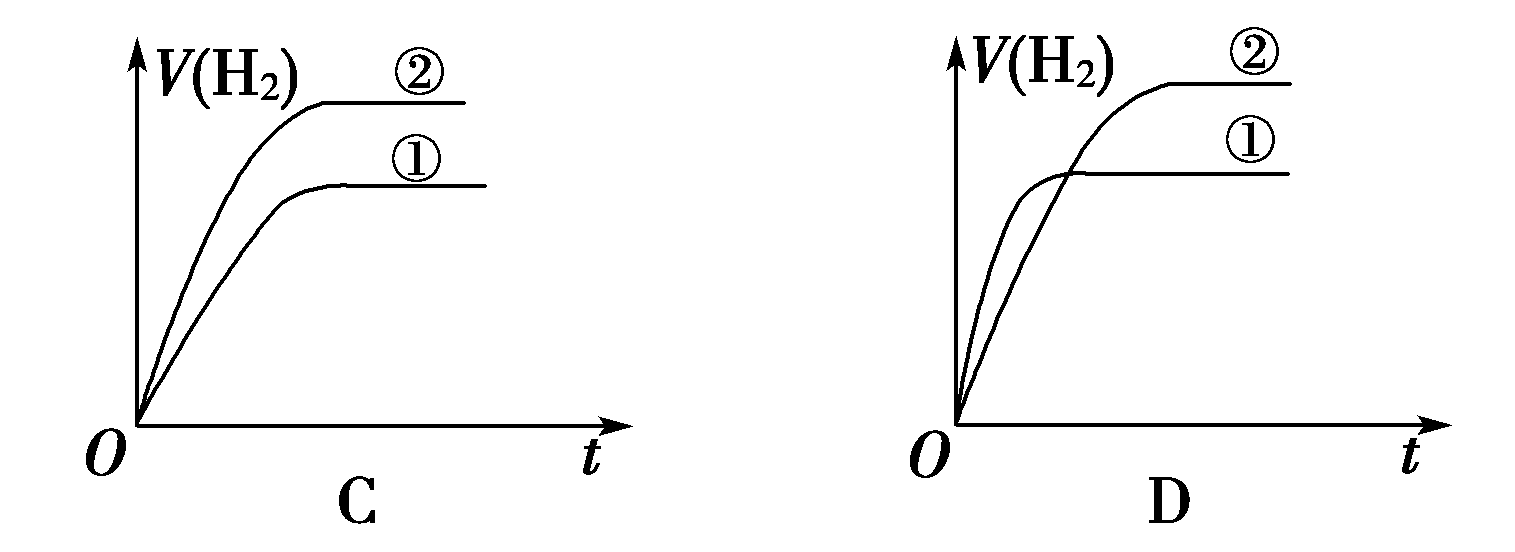 V(H₂) ②
①
O t
C
V(H₂) ②
①
O t
D